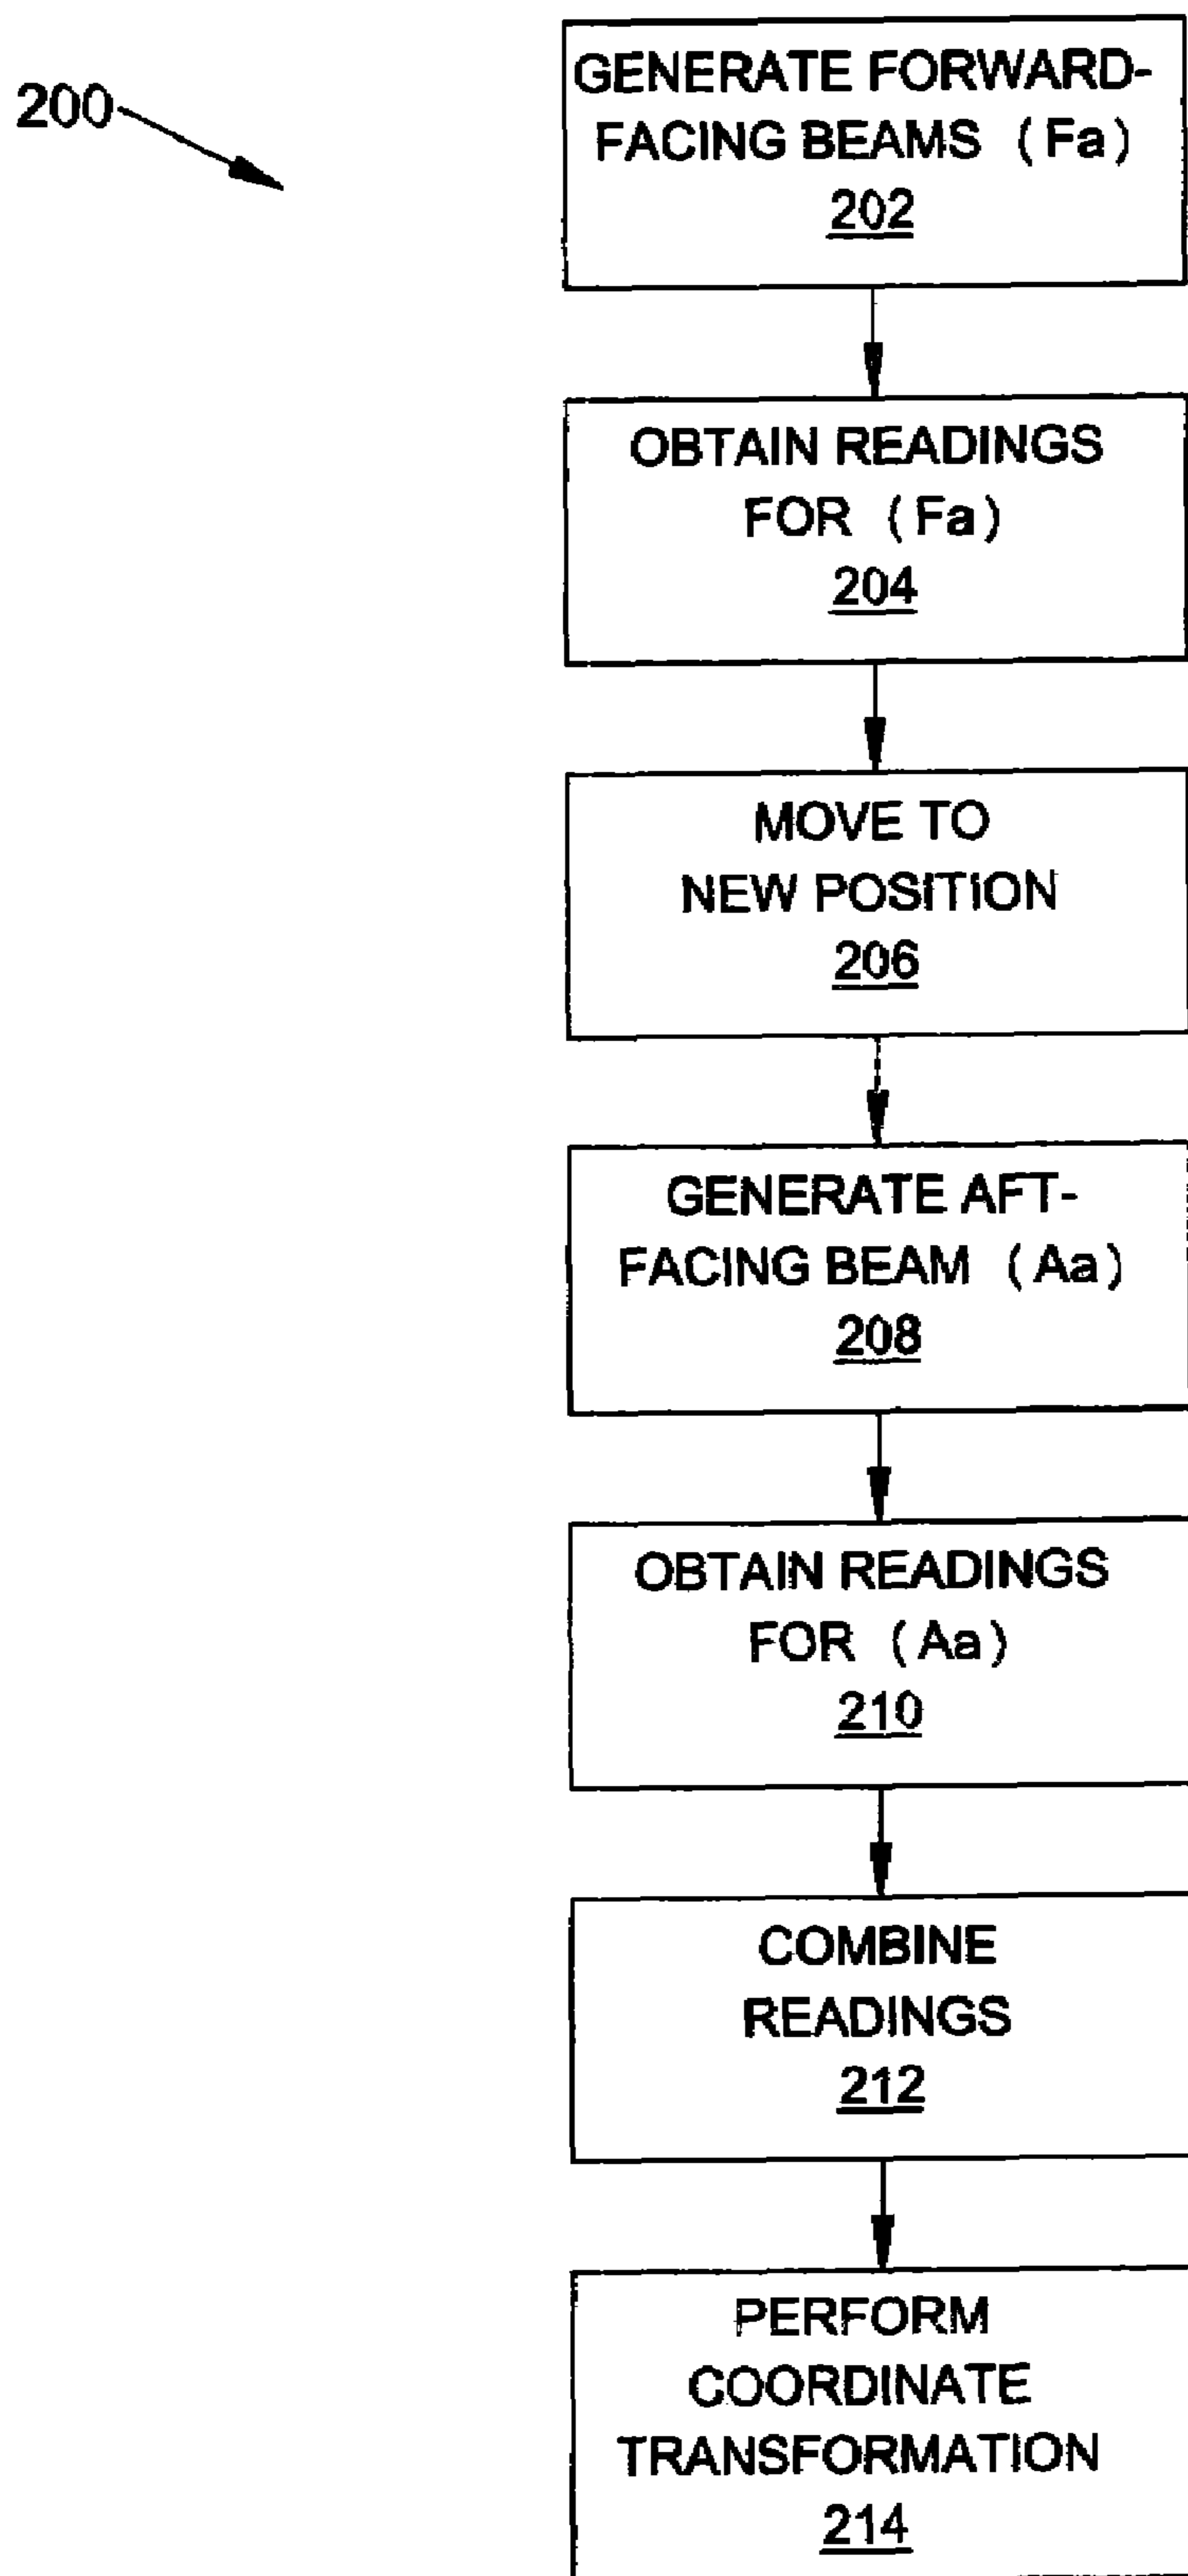 200
GENERATE FORWARD-
FACING BEAMS (Fa)
202
OBTAIN READINGS
FOR (Fa)
204
MOVE TO
NEW POSITION
206
GENERATE AFT-
FACING BEAM (Aa)
208
OBTAIN READINGS
FOR (Aa)
210
COMBINE
READINGS
212
PERFORM
COORDINATE
TRANSFORMATION
214